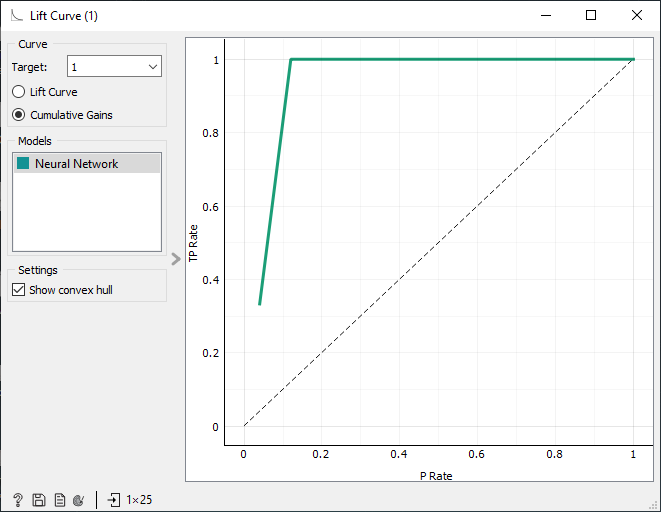 Lift Curve (1)
Curve
Target: 1
Lift Curve
Cumulative Gains
Models
Neural Network
Settings
Show convex hull
1×25
TP Rate
1
0.8
0.6
0.4
0.2
0
0 0.2 0.4 0.6 0.8 1
P Rate